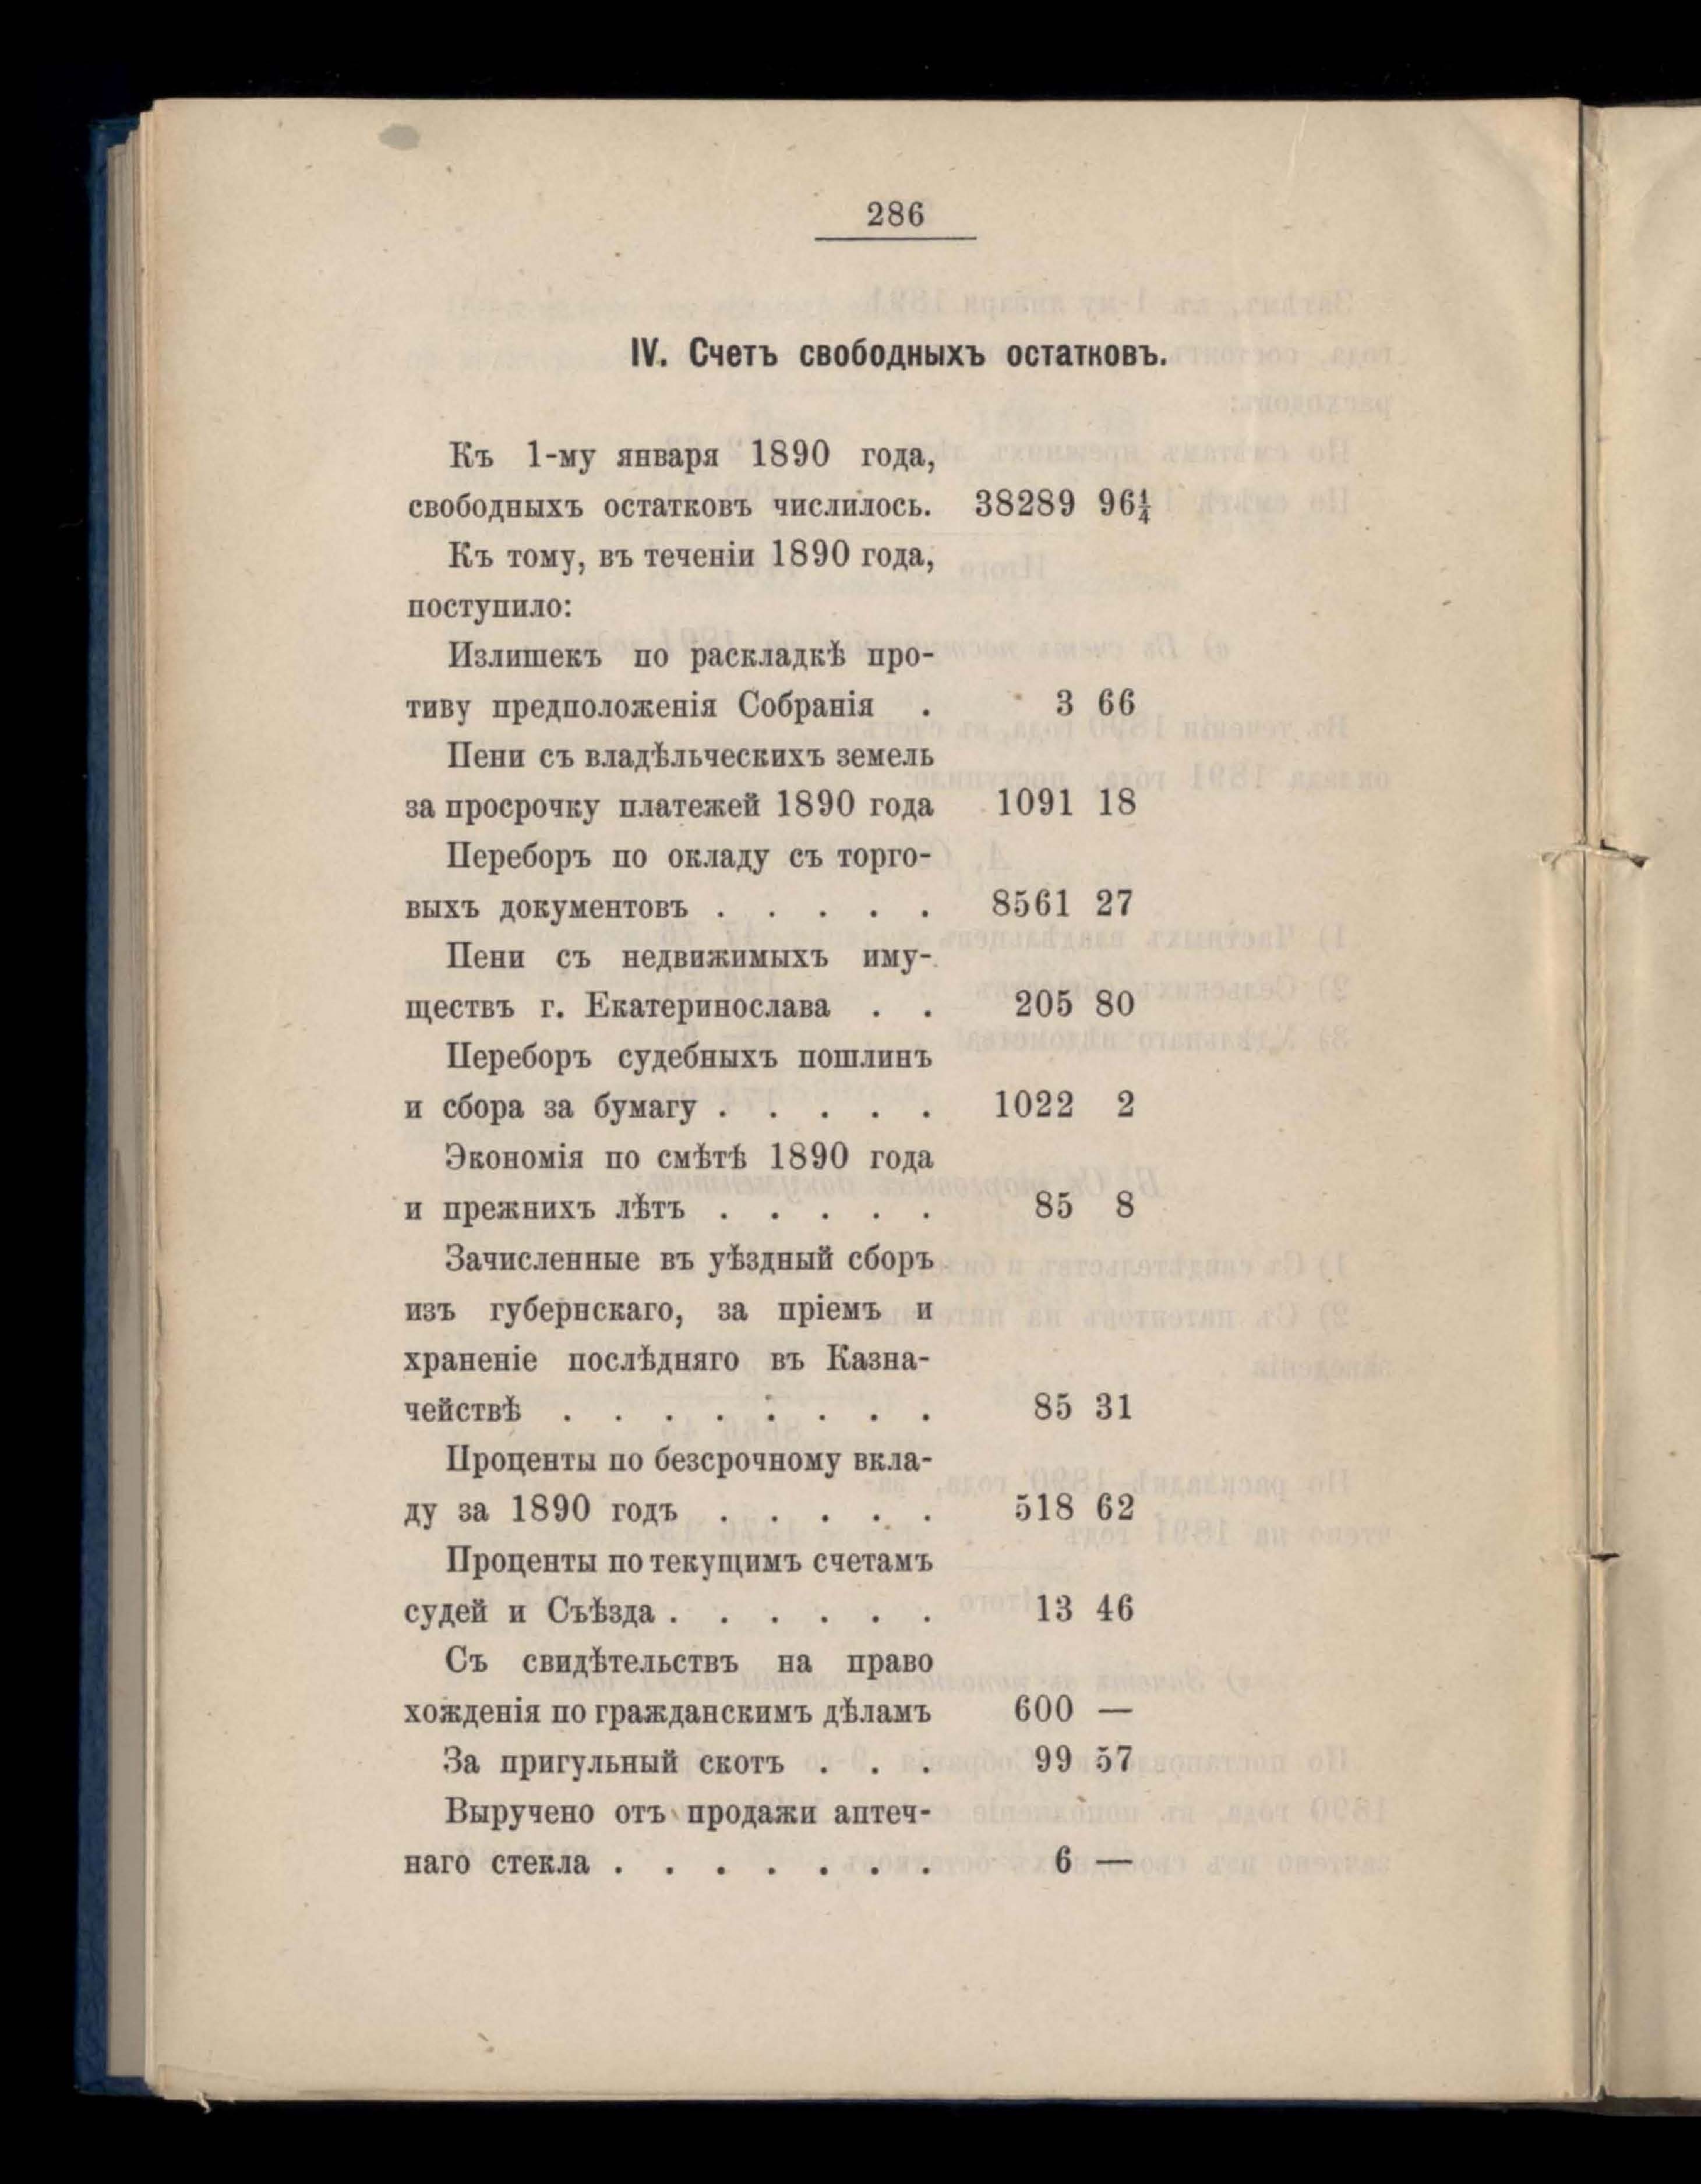 286
IV. Счетъ свободныхъ остатковъ.
Къ 1-му января 1890 года,
свободныхъ остатковъ числилось. 38289 96¼
Къ тому, въ теченіи 1890 года,
поступило:
Излишекъ по раскладкѣ про-
тиву предположенія Собранія . 3 66
Пени съ владѣльческихъ земель
за просрочку платежей 1890 года 1091 18
Переборъ по окладу съ торго-
выхъ документовъ . . . . . 8561 27
Пени съ недвижимыхъ иму-
ществъ г. Екатеринослава . . 205 80
Переборъ судебныхъ пошлинъ
и сбора за бумагу . . . . . 1022 2
Экономія по смѣтѣ 1890 года
и прежнихъ лѣтъ . . . . . 85 8
Зачисленные въ уѣздный сборъ
изъ губернскаго, за пріемъ и
храненіе послѣдняго въ Казна-
чействѣ . . . . . . . . 85 31
Проценты по безсрочному вкла-
ду за 1890 годъ . . . . . 518 62
Проценты по текущимъ счетамъ
судей и Съѣзда . . . . . . 13 46
Съ свидѣтельствъ на право
хожденія по гражданскимъ дѣламъ 600 —
За пригульный скотъ . . . 99 57
Выручено отъ продажи аптеч-
наго стекла . . . . . . . 6 —